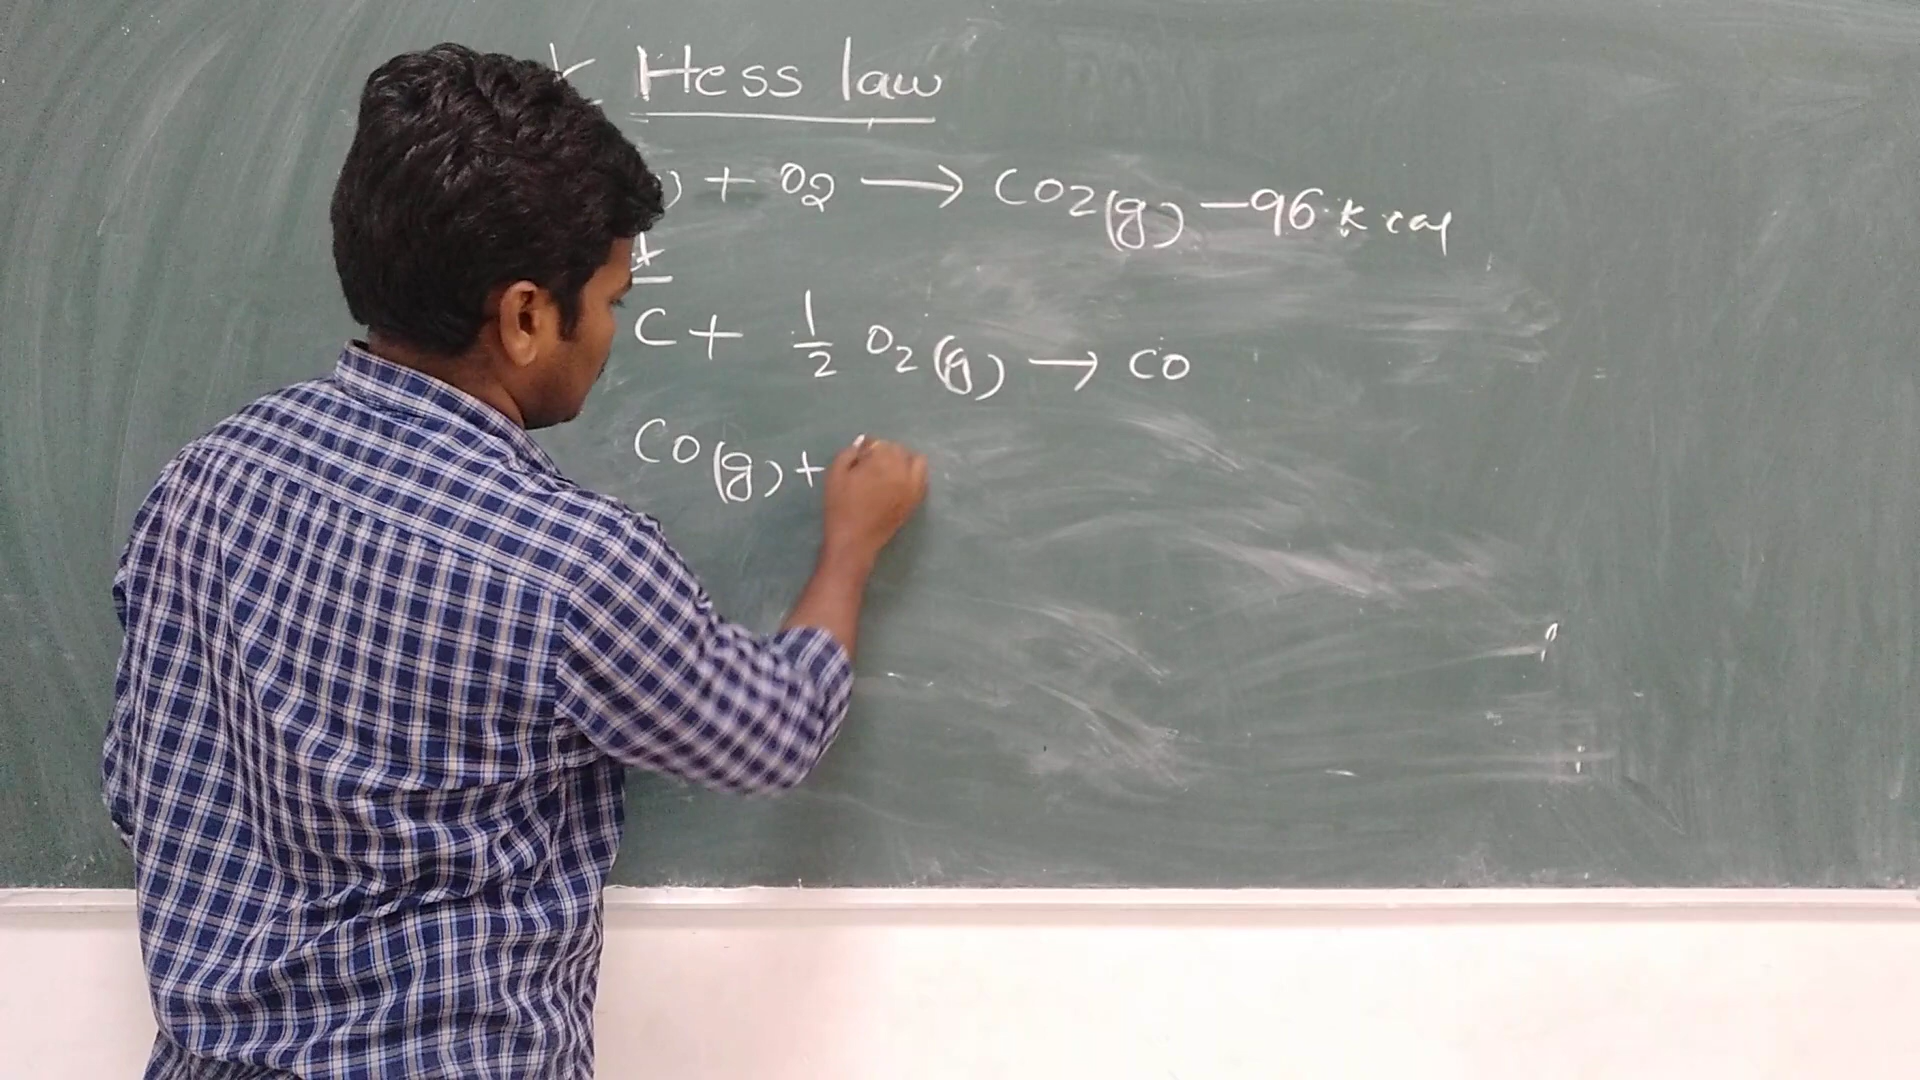 Hess law
) + O2 → CO2(g) -96 kcal
C + 1/2 O2(g) → CO
CO(g) +